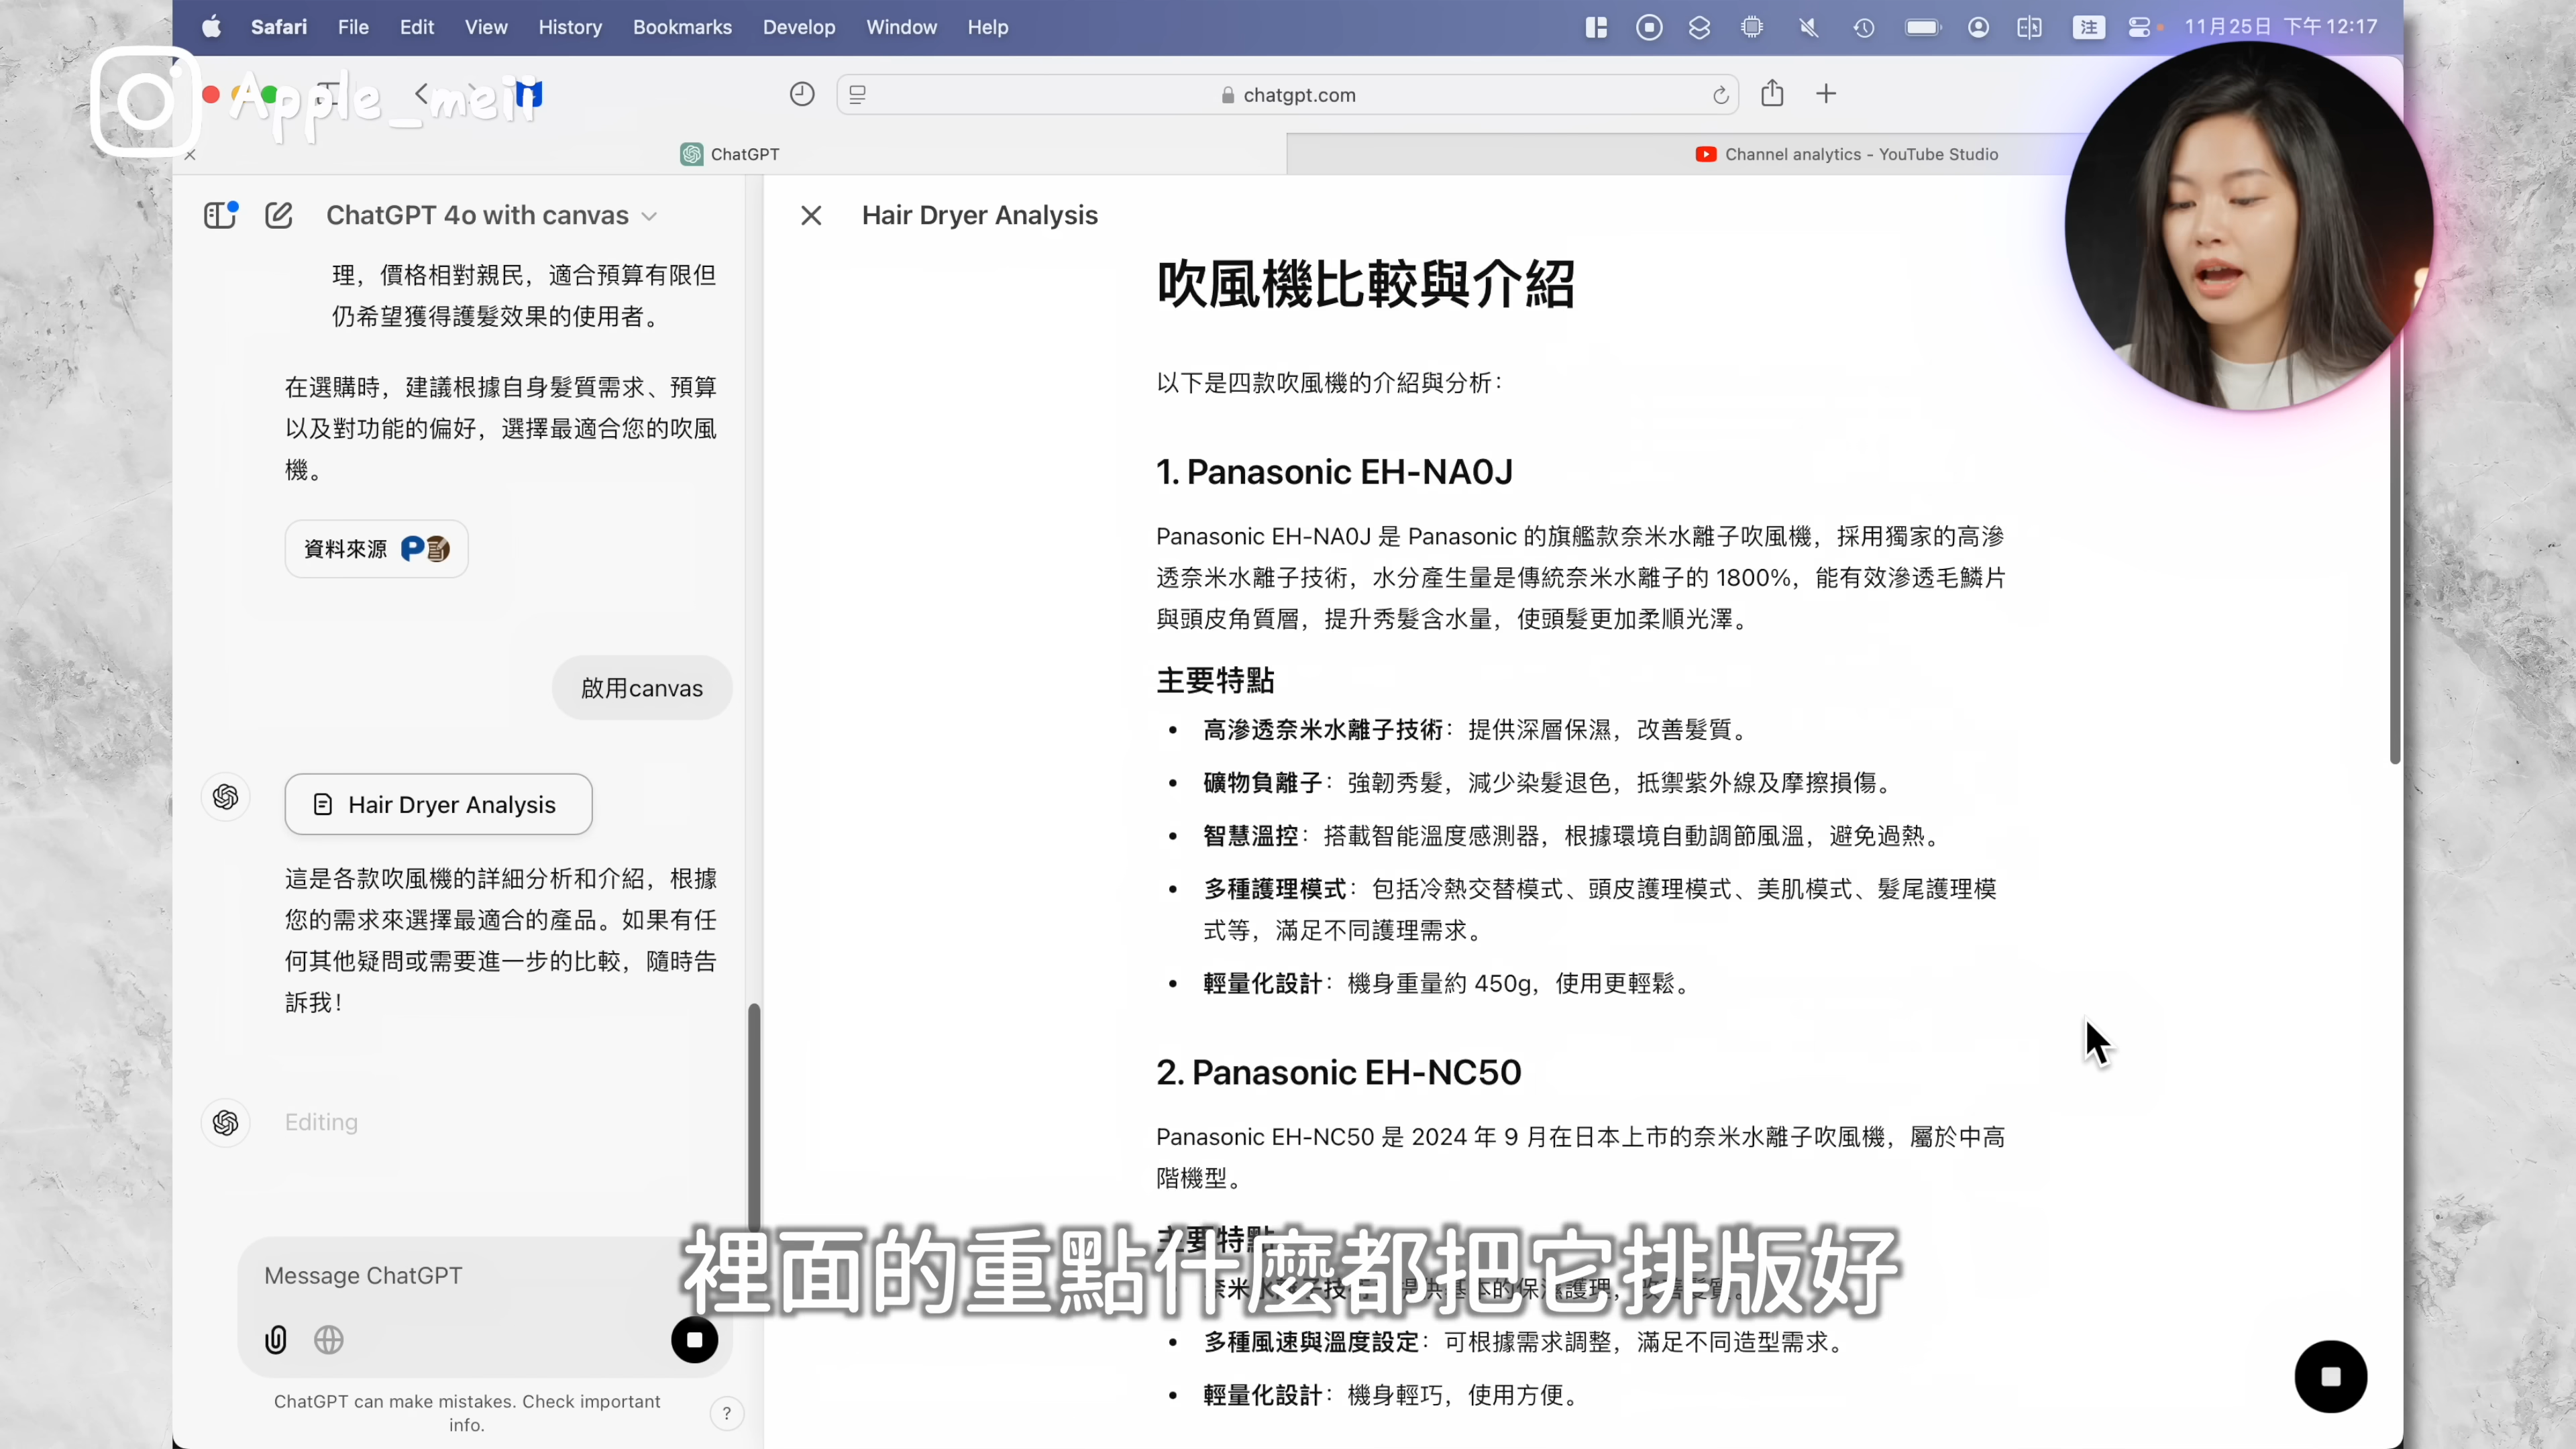 Safari File Edit View History Bookmarks Develop Window Help
注 11月25日 下午12:17
Apple_meii
chatgpt.com
ChatGPT
Channel analytics - YouTube Studio
ChatGPT 4o with canvas
理，價格相對親民，適合預算有限但
仍希望獲得護髮效果的使用者。
在選購時，建議根據自身髮質需求、預算
以及對功能的偏好，選擇最適合您的吹風
機。
資料來源
啟用canvas
Hair Dryer Analysis
這是各款吹風機的詳細分析和介紹，根據
您的需求來選擇最適合的產品。如果有任
何其他疑問或需要進一步的比較，隨時告
訴我！
Editing
Message ChatGPT
ChatGPT can make mistakes. Check important
info.
?
Hair Dryer Analysis
吹風機比較與介紹
以下是四款吹風機的介紹與分析：
1. Panasonic EH-NA0J
Panasonic EH-NA0J 是 Panasonic 的旗艦款奈米水離子吹風機，採用獨家的高滲
透奈米水離子技術，水分產生量是傳統奈米水離子的 1800%，能有效滲透毛鱗片
與頭皮角質層，提升秀髮含水量，使頭髮更加柔順光澤。
主要特點
• 高滲透奈米水離子技術：提供深層保濕，改善髮質。
• 礦物負離子：強韌秀髮，減少染髮退色，抵禦紫外線及摩擦損傷。
• 智慧溫控：搭載智能溫度感測器，根據環境自動調節風溫，避免過熱。
• 多種護理模式：包括冷熱交替模式、頭皮護理模式、美肌模式、髮尾護理模
式等，滿足不同護理需求。
• 輕量化設計：機身重量約 450g，使用更輕鬆。
2. Panasonic EH-NC50
Panasonic EH-NC50 是 2024 年 9 月在日本上市的奈米水離子吹風機，屬於中高
階機型。
主要特點
裡面的重點什麼都把它排版好
• 多種風速與溫度設定：可根據需求調整，滿足不同造型需求。
• 輕量化設計：機身輕巧，使用方便。